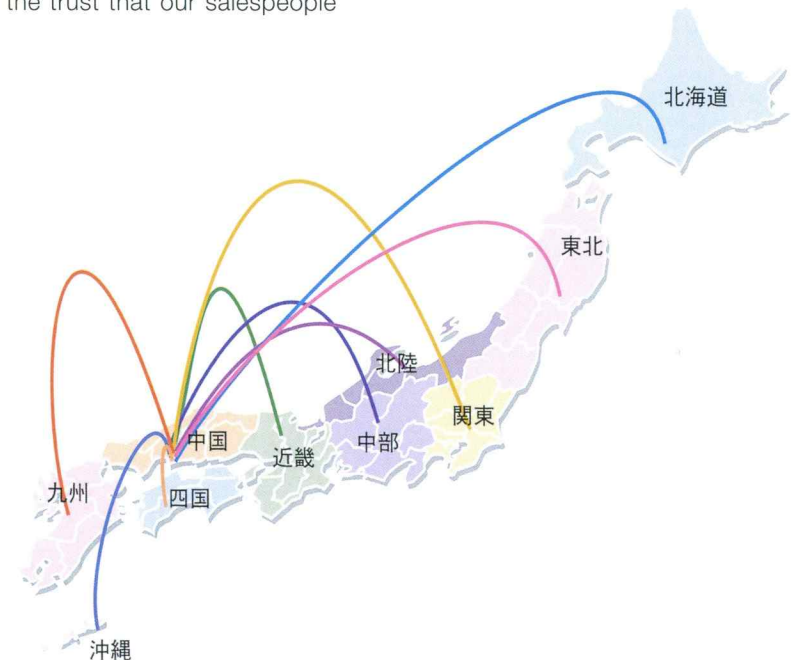 the trust that our salespeople
北海道
東北
北陸
関東
中国
近畿
中部
九州
四国
沖縄